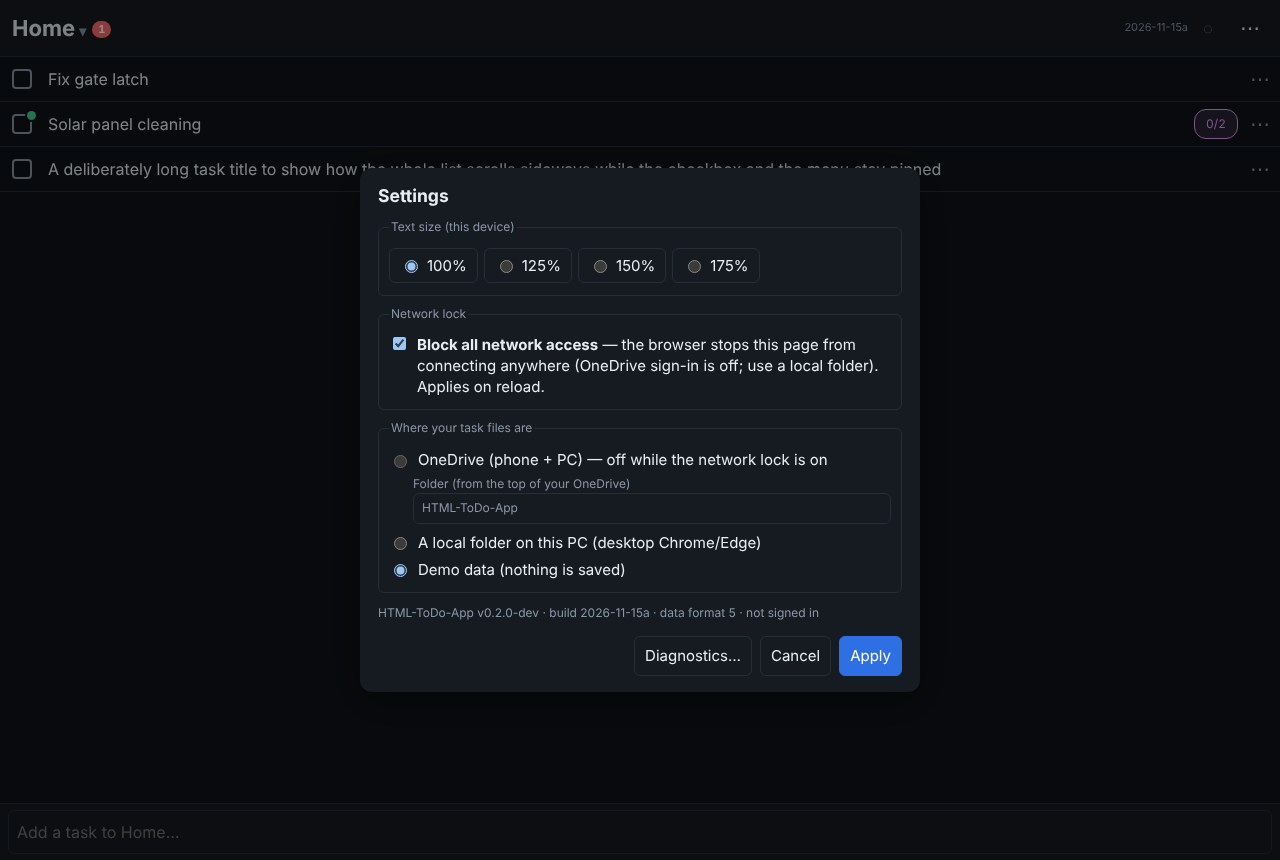 Home ▾ 1
2026-11-15a
Fix gate latch
Solar panel cleaning
0/2
A deliberately long task title to show how the whole list scrolls sideways while the checkbox and the menu stay pinned
Settings
Text size (this device)
100% 125% 150% 175%
Network lock
Block all network access — the browser stops this page from
connecting anywhere (OneDrive sign-in is off; use a local folder).
Applies on reload.
Where your task files are
OneDrive (phone + PC) — off while the network lock is on
Folder (from the top of your OneDrive)
HTML-ToDo-App
A local folder on this PC (desktop Chrome/Edge)
Demo data (nothing is saved)
HTML-ToDo-App v0.2.0-dev · build 2026-11-15a · data format 5 · not signed in
Diagnostics... Cancel Apply
Add a task to Home...